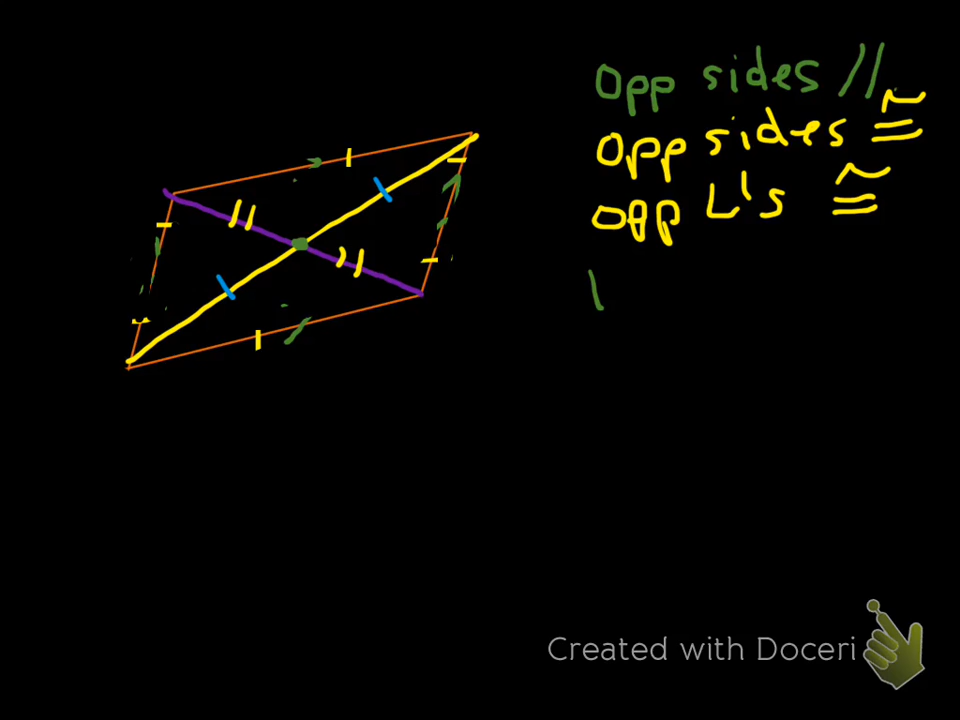 opp sides //
opp sides ≅
opp L's ≅
\
Created with Doceri